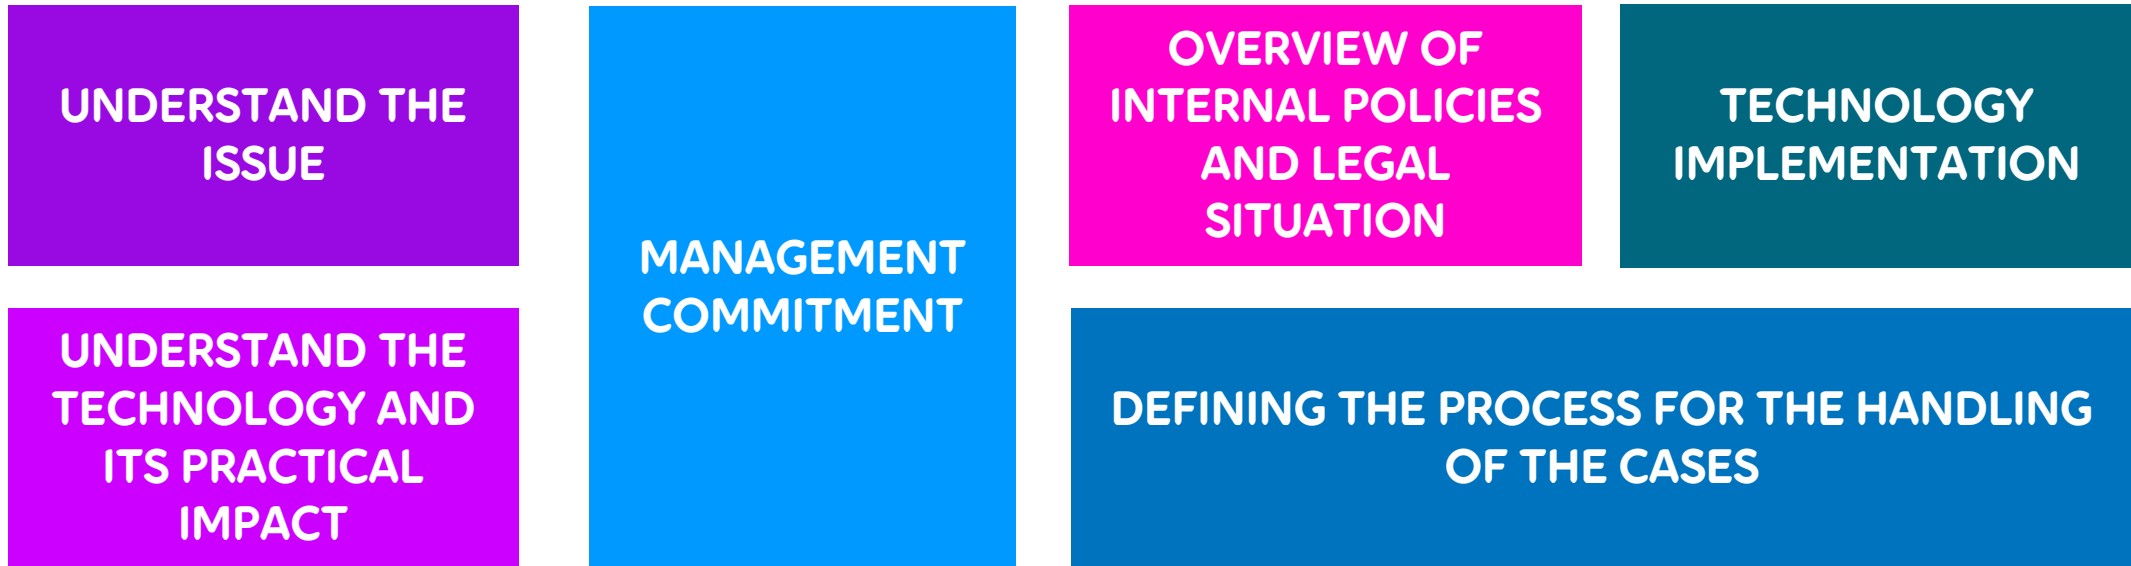 UNDERSTAND THE
ISSUE
UNDERSTAND THE
TECHNOLOGY AND
ITS PRACTICAL
IMPACT
MANAGEMENT
COMMITMENT
OVERVIEW OF
INTERNAL POLICIES
AND LEGAL
SITUATION
TECHNOLOGY
IMPLEMENTATION
DEFINING THE PROCESS FOR THE HANDLING
OF THE CASES